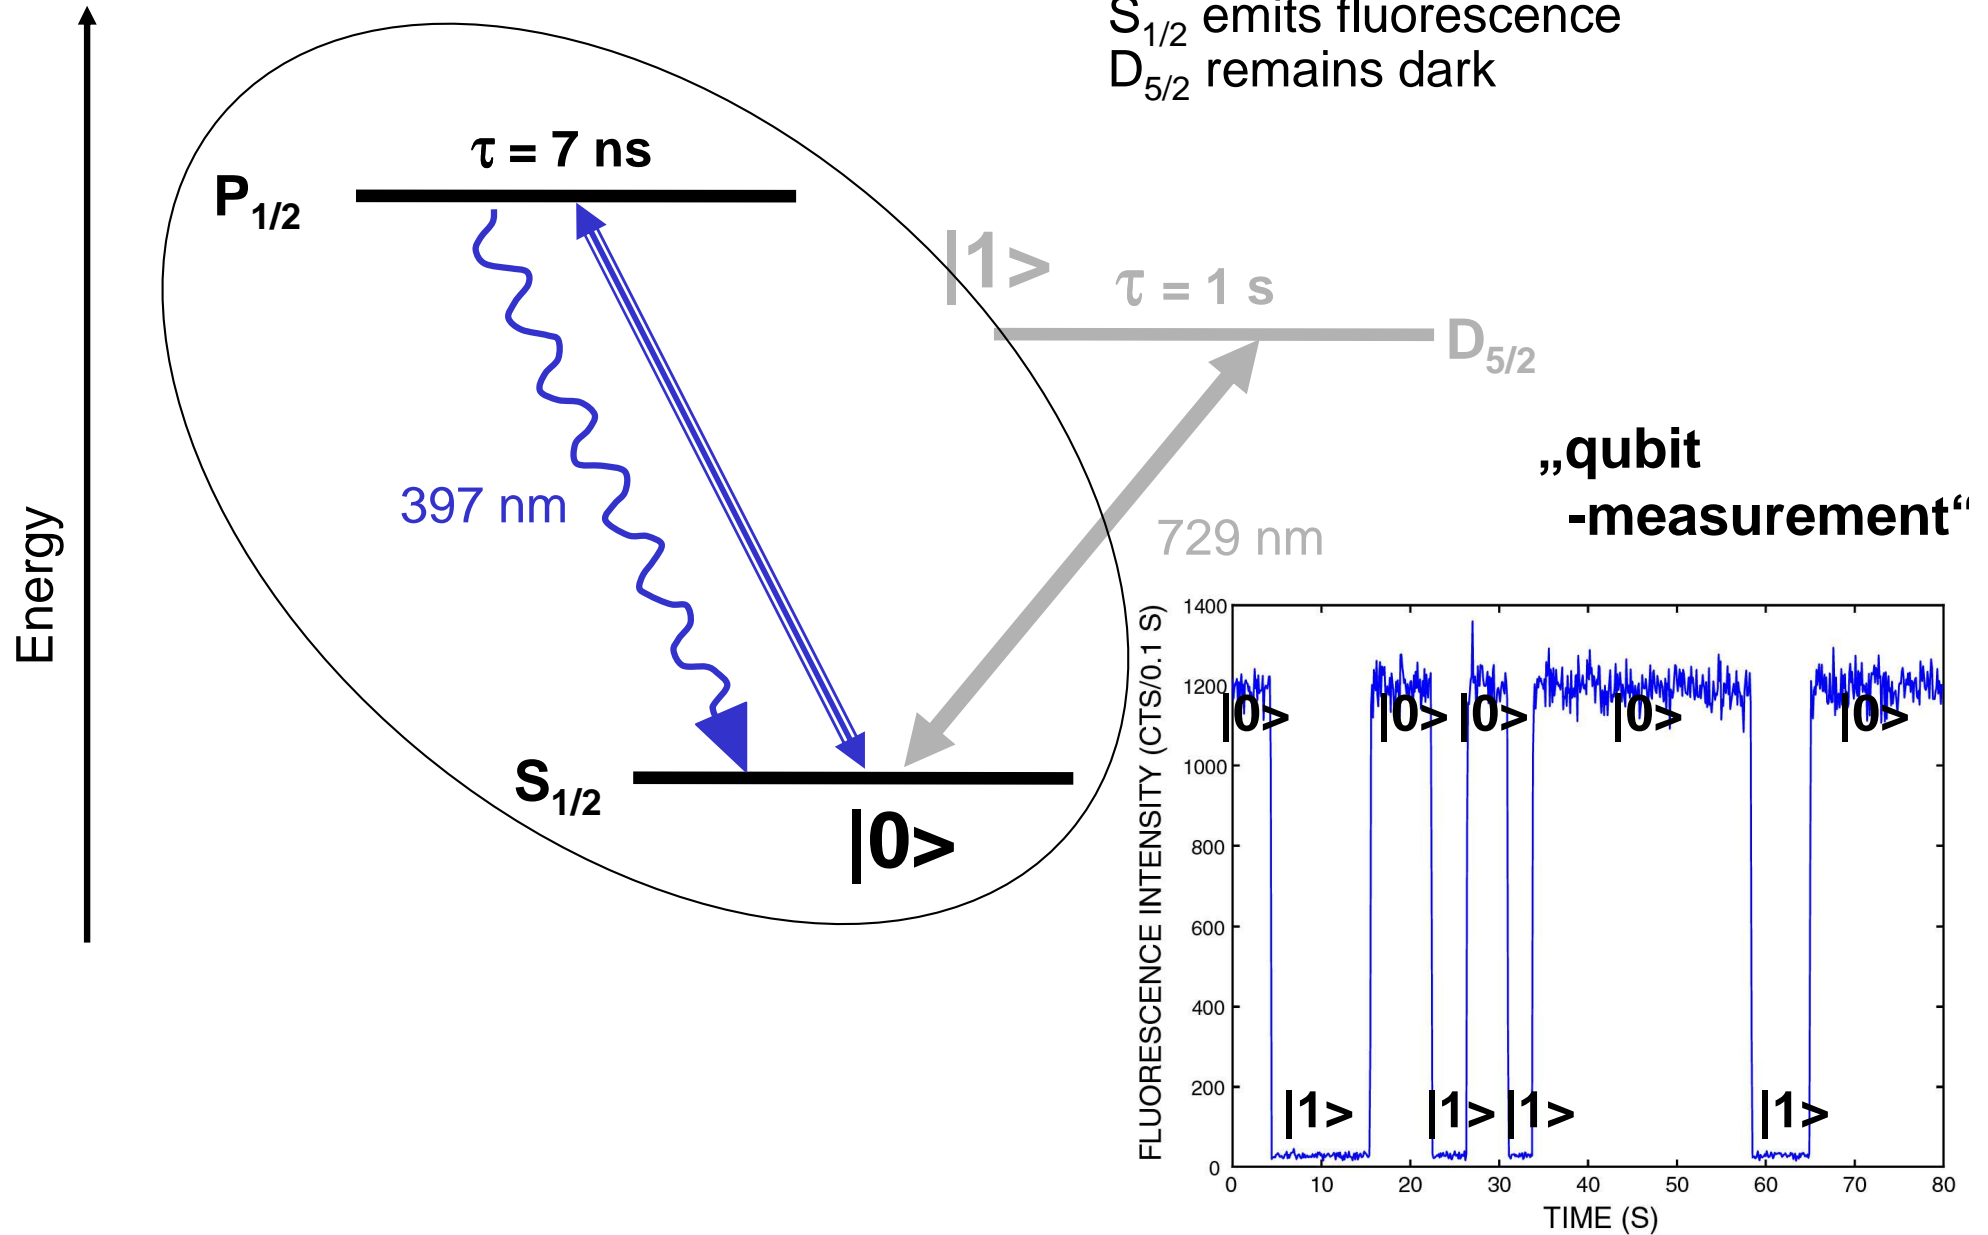 S1/2 emits fluorescence
D5/2 remains dark
τ = 7 ns
P1/2
|1>
τ = 1 s
D5/2
„qubit
-measurement“
397 nm
729 nm
Energy
S1/2
|0>
FLUORESCENCE INTENSITY (CTS/0.1 S)
1400
1200
1000
800
600
400
200
0
|0>
|0>
|0>
|0>
|0>
|1>
|1>
|1>
|1>
0 10 20 30 40 50 60 70 80
TIME (S)